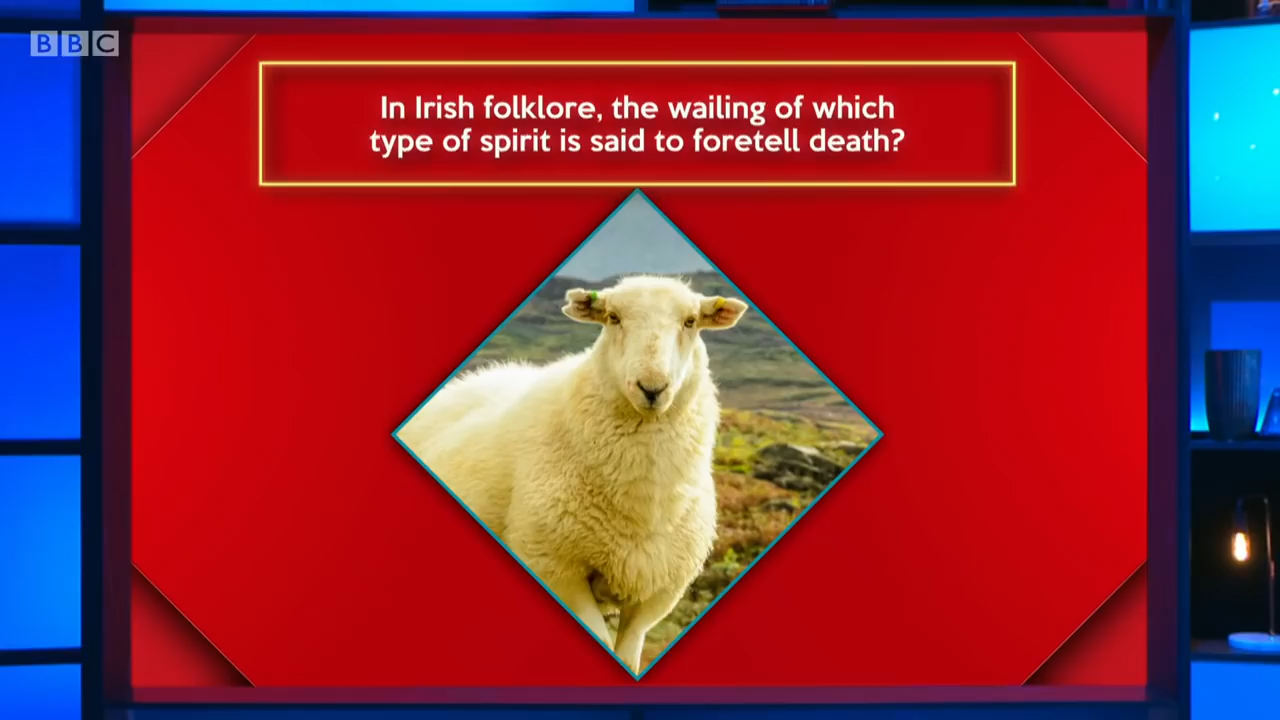 BBC
In Irish folklore, the wailing of which
type of spirit is said to foretell death?